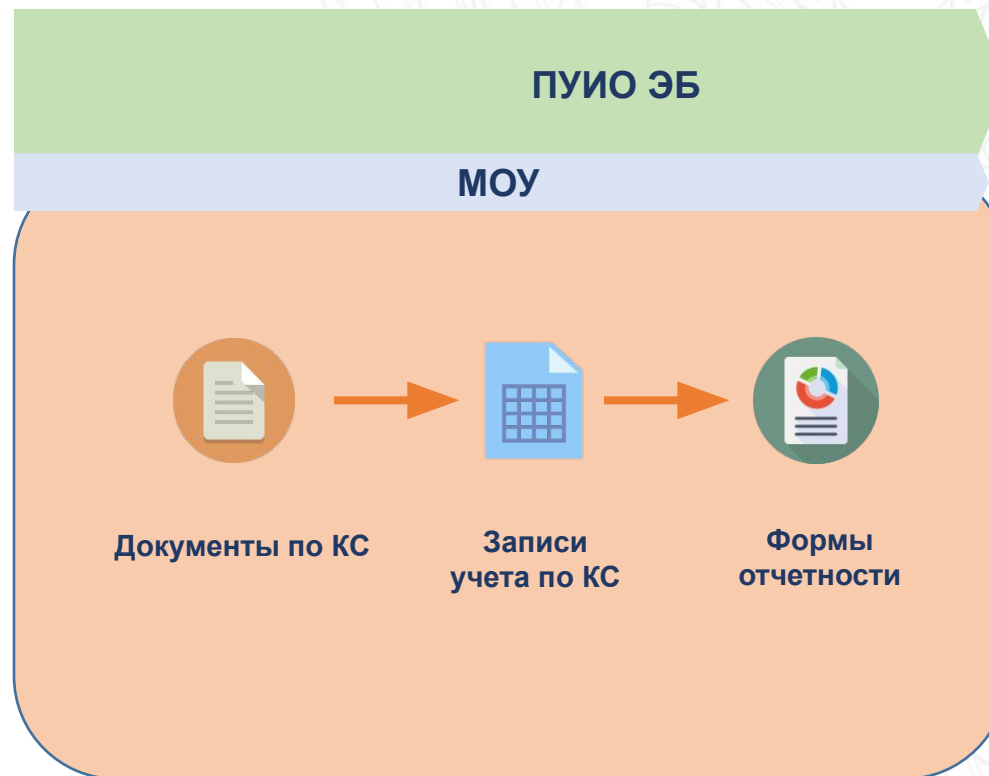 ПУИО ЭБ
МОУ
Документы по КС
Записи
учета по КС
Формы
отчетности